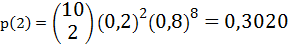 p(2) = (10 2) (0,2)² (0,8)⁸ = 0,3020